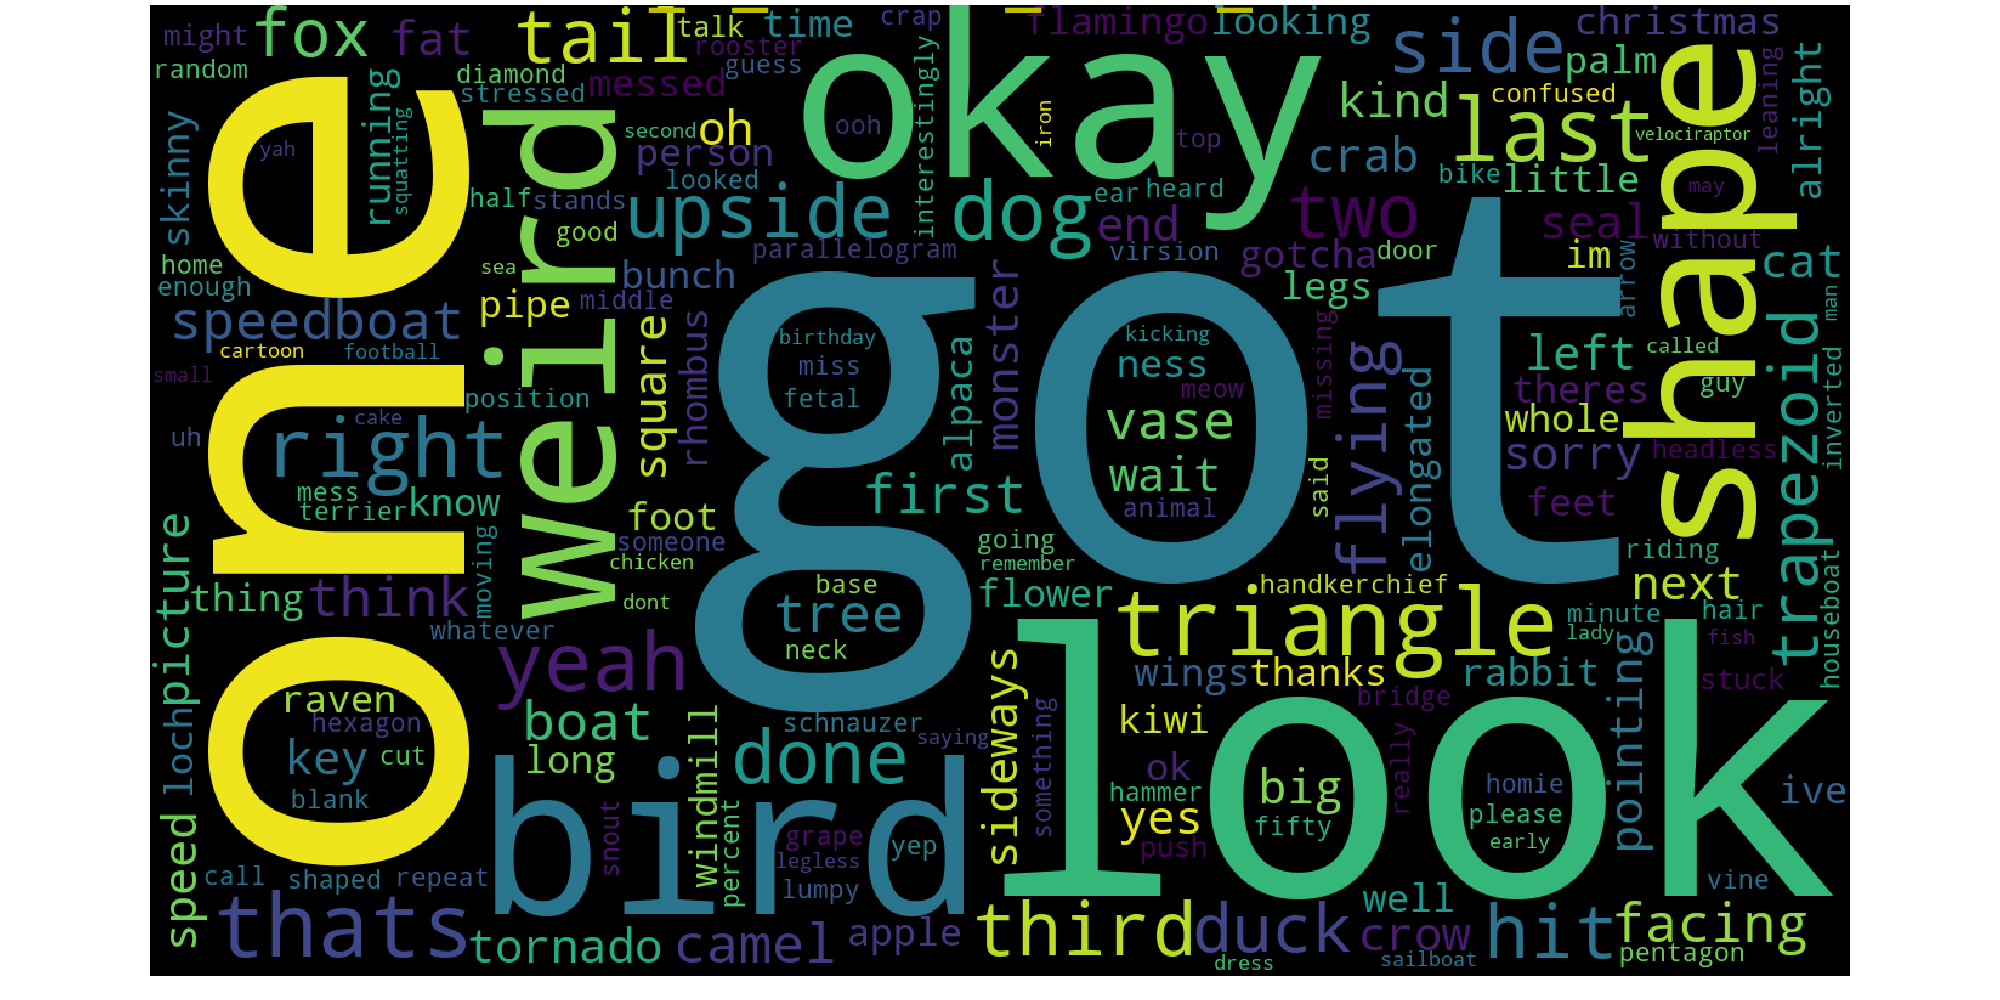 might
fox
fat
tail
talk
time
crap
flamingo
looking
christmas
random
running
diamond
messed
rooster
guess
interestingly
okay
side
palm
shape
leaning
alright
stressed
skinny
yah
squatting
weird
second
oh
person
ooh
iron
top
kind
last
confused
velociraptor
crab
bike
little
may
half
stands
looked
upside
dog
ear
heard
end
two
seal
without
home
enough
sea
good
bunch
parallelogram
virsion
gotcha
door
im
arrow
cat
one
speedboat
pipe
middle
monster
got
legs
man
cartoon
football
square
rhombus
birthday
miss
fetal
kicking
ness
meow
missing
flying
left
called
guy
theres
trapezoid
inverted
small
position
cake
alpaca
vase
elongated
whole
uh
right
sorry
headless
mess
terrier
know
foot
someone
first
wait
animal
said
feet
picture
moving
chicken
going
remember
riding
houseboat
thing
think
dont
base
tree
neck
flower
handkerchief
triangle
next
minute
hair
lady
fish
whatever
yeah
sideways
wings
thanks
rabbit
pointing
stuck
loch
raven
hexagon
key
cut
blank
boat
long
windmill
schnauzer
done
saying
something
kiwi
bridge
look
ok
hammer
yes
push
big
fifty
really
homie
please
early
ive
speed
call
shaped
repeat
bird
snout
percent
grape
legless
lumpy
yep
vine
thats
tornado
camel
apple
third
duck
dress
well
crow
sailboat
hit
facing
pentagon